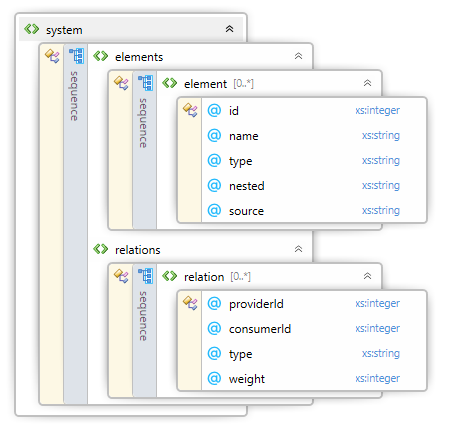 system
sequence
elements
sequence
element [0..*]
@ id xs:integer
@ name xs:string
@ type xs:string
@ nested xs:string
@ source xs:string
relations
sequence
relation [0..*]
@ providerId xs:integer
@ consumerId xs:integer
@ type xs:string
@ weight xs:integer